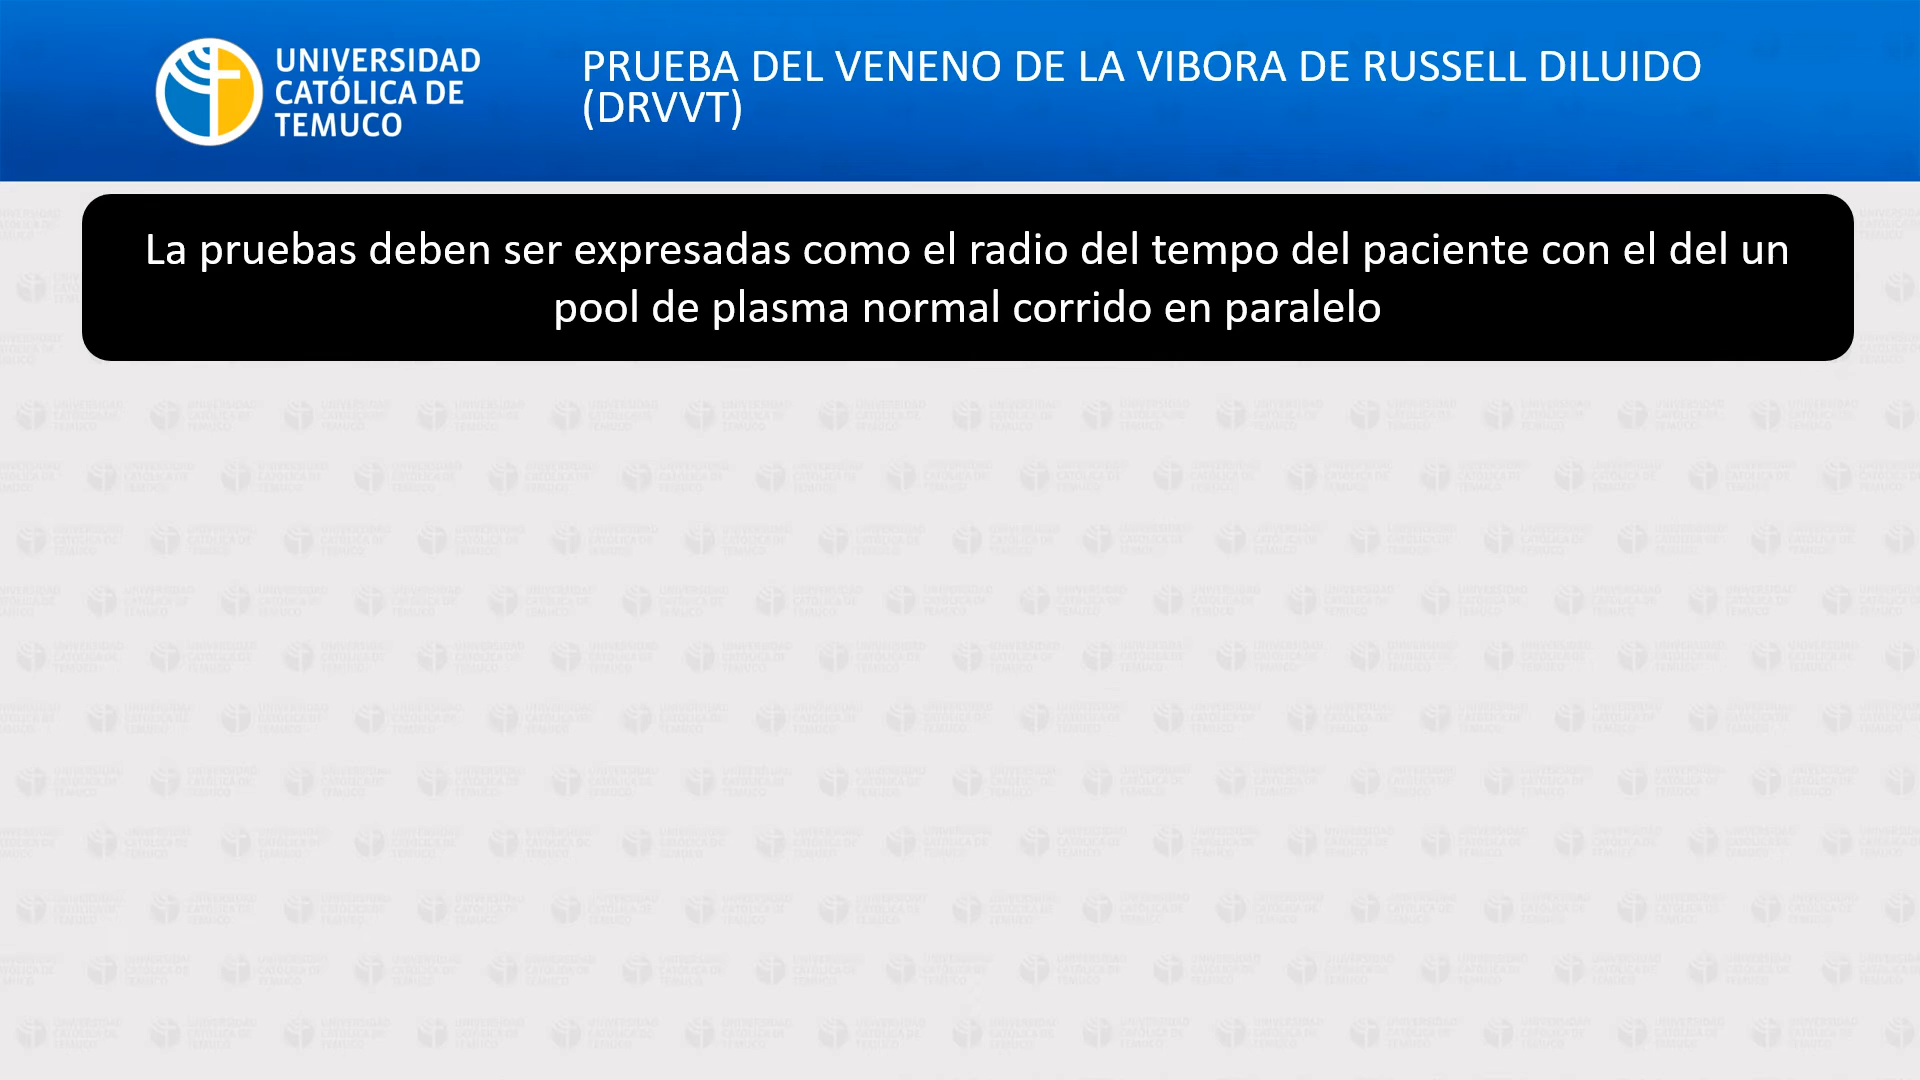 UNIVERSIDAD
CATÓLICA DE
TEMUCO
PRUEBA DEL VENENO DE LA VIBORA DE RUSSELL DILUIDO
(DRVVT)
La pruebas deben ser expresadas como el radio del tempo del paciente con el del un
pool de plasma normal corrido en paralelo